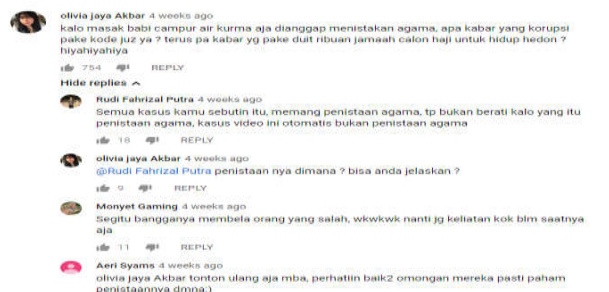 olivia jaya Akbar 4 weeks ago
kalo masak babi campur air kurma aja dianggap menistakan agama, apa kabar yang korupsi
pake kode juz ya ? terus pa kabar yg pake duit ribuan jamaah calon haji untuk hidup hedon ?
hiyahiyahiya
754 REPLY
Hide replies
Rudi Fahrizal Putra 4 weeks ago
Semua kasus kamu sebutin itu, memang penistaan agama, tp bukan berati kalo yang itu
penistaan agama, kasus video ini otomatis bukan penistaan agama
18 REPLY
olivia jaya Akbar 4 weeks ago
@Rudi Fahrizal Putra penistaan nya dimana ? bisa anda jelaskan ?
9 REPLY
Monyet Gaming 4 weeks ago
Segitu bangganya membela orang yang salah, wkwkwk nanti jg keliatan kok blm saatnya
aja
11 REPLY
Aeri Syams 4 weeks ago
olivia jaya Akbar tonton ulang aja mba, perhatiin baik2 omongan mereka pasti paham
penistaannya dmna:)